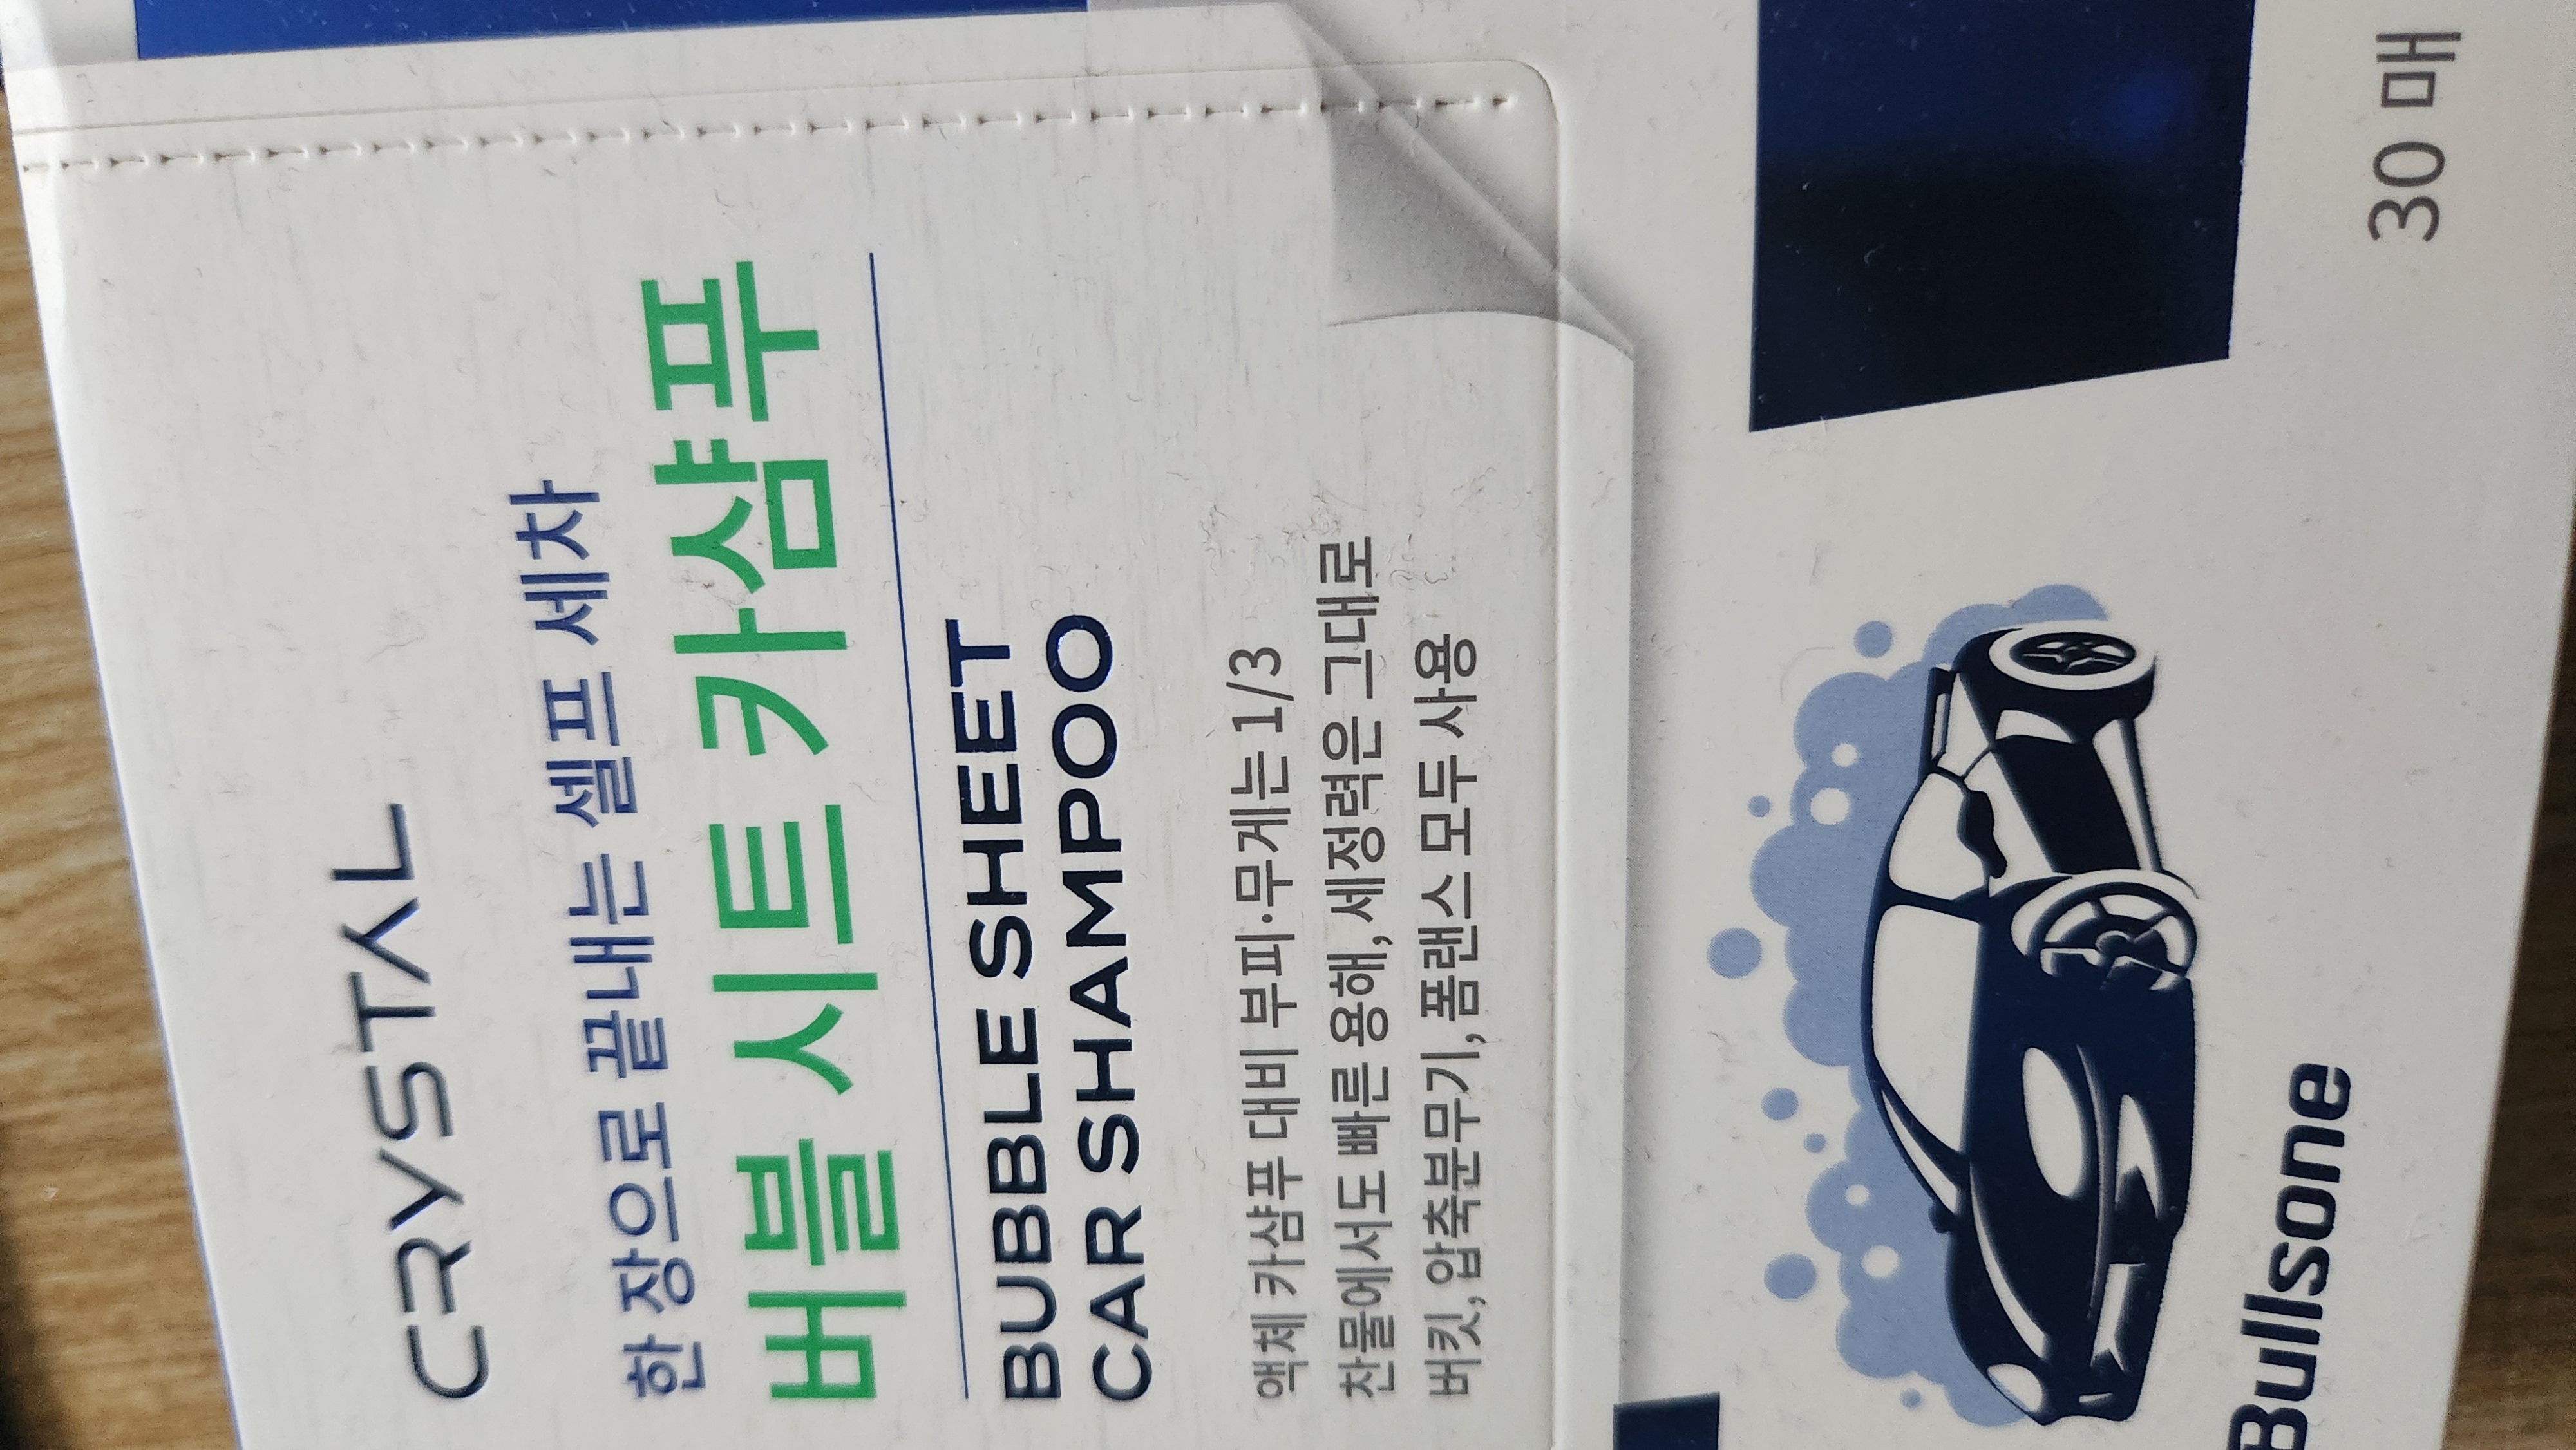 CRYSTAL
한 장으로 끝내는 셀프 세차
버블 시트 카샴푸
BUBBLE SHEET
CAR SHAMPOO
액체 카샴푸 대비 부피·무게는 1/3
찬물에서도 빠른 용해, 세정력은 그대로
버킷, 압축분무기, 폼랜스 모두 사용
Bullsone
30 매